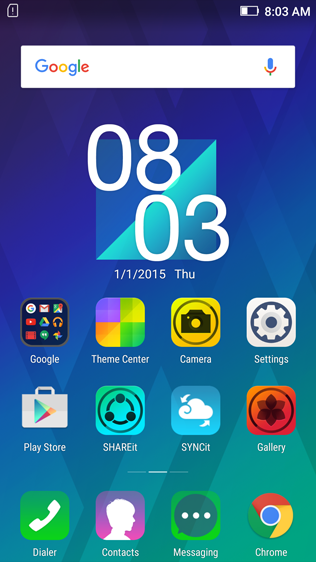 8:03 AM
Google
08
03
1/1/2015 Thu
Google Theme Center Camera Settings
Play Store SHAREit SYNCit Gallery
Dialer Contacts Messaging Chrome